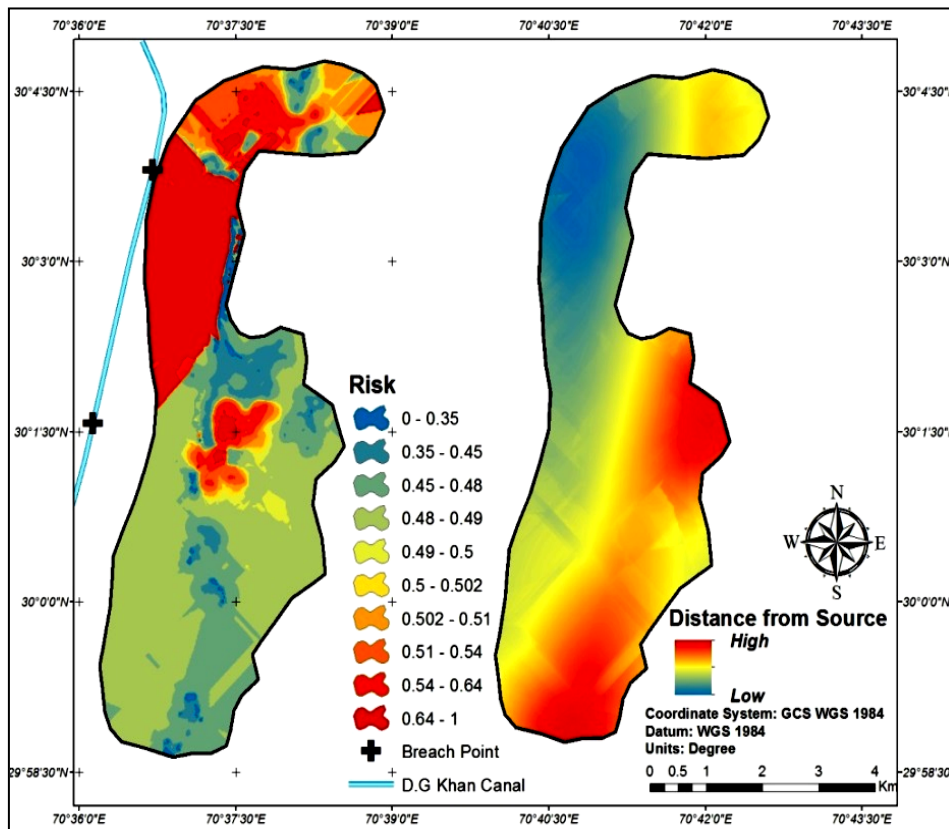 70°36'0"E 70°37'30"E 70°39'0"E 70°40'30"E 70°42'0"E 70°43'30"E
30°4'30"N 30°4'30"N
30°3'0"N 30°3'0"N
30°1'30"N 30°1'30"N
30°0'0"N 30°0'0"N
29°58'30"N 29°58'30"N
Risk
0 - 0.35
0.35 - 0.45
0.45 - 0.48
0.48 - 0.49
0.49 - 0.5
0.5 - 0.502
0.502 - 0.51
0.51 - 0.54
0.54 - 0.64
0.64 - 1
Breach Point
D.G Khan Canal
N
W E
S
Distance from Source
High
Low
Coordinate System: GCS WGS 1984
Datum: WGS 1984
Units: Degree
0 0.5 1 2 3 4
Km
70°36'0"E 70°37'30"E 70°39'0"E 70°40'30"E 70°42'0"E 70°43'30"E